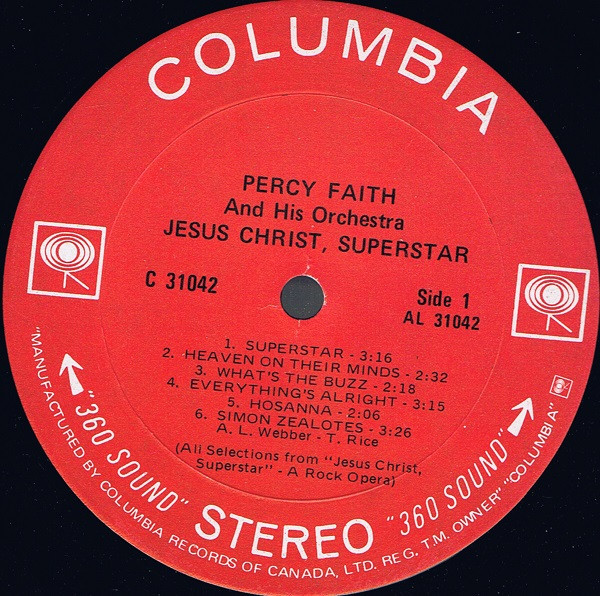 COLUMBIA
PERCY FAITH
And His Orchestra
JESUS CHRIST, SUPERSTAR
C 31042
Side 1
AL 31042
1. SUPERSTAR - 3:16
2. HEAVEN ON THEIR MINDS - 2:32
3. WHAT'S THE BUZZ - 2:18
4. EVERYTHING'S ALRIGHT - 3:15
5. HOSANNA - 2:06
6. SIMON ZEALOTES - 3:26
A. L. Webber - T. Rice
(All Selections from "Jesus Christ,
Superstar" - A Rock Opera)
"360 SOUND" STEREO "360 SOUND"
"MANUFACTURED BY COLUMBIA RECORDS OF CANADA, LTD. REG. T.M. OWNER" "COLUMBIA"